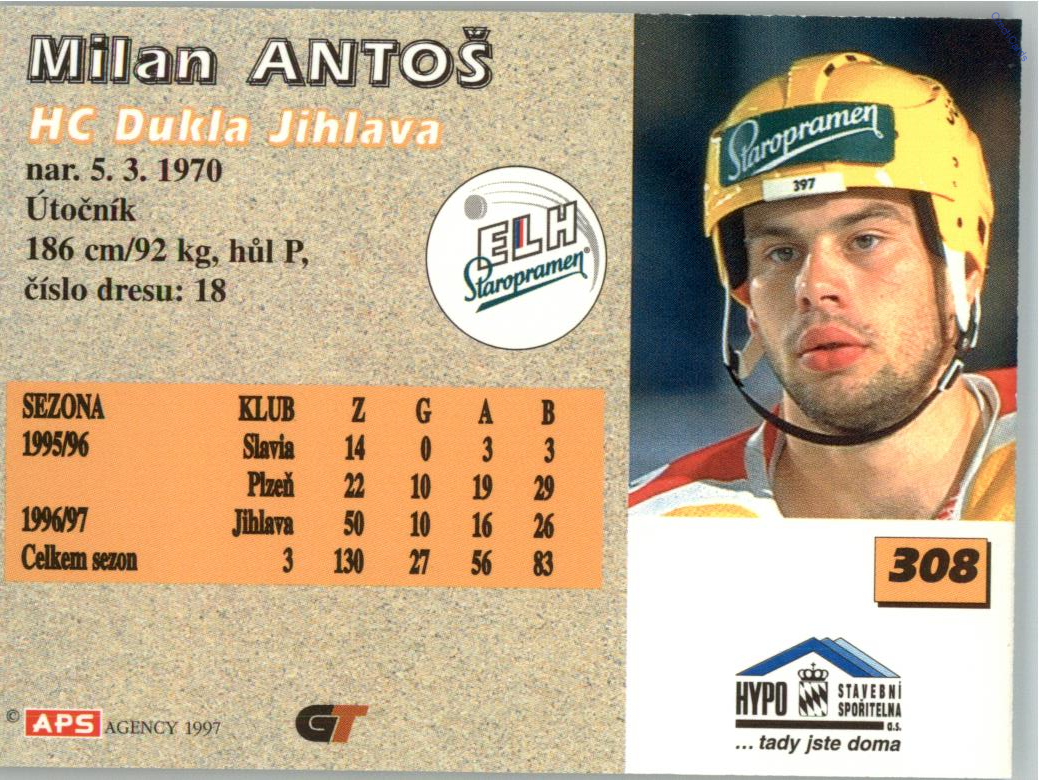 Milan ANTOŠ
HC Dukla Jihlava
nar. 5. 3. 1970
Útočník
186 cm/92 kg, hůl P,
číslo dresu: 18
ELH
Staropramen®
Staropramen
397
SEZONA KLUB Z G A B
1995/96 Slavia 14 0 3 3
Plzeň 22 10 19 29
1996/97 Jihlava 50 10 16 26
Celkem sezon 3 130 27 56 83
308
HYPO STAVEBNÍ
SPOŘITELNA
a.s.
... tady jste doma
© APS AGENCY 1997
GT